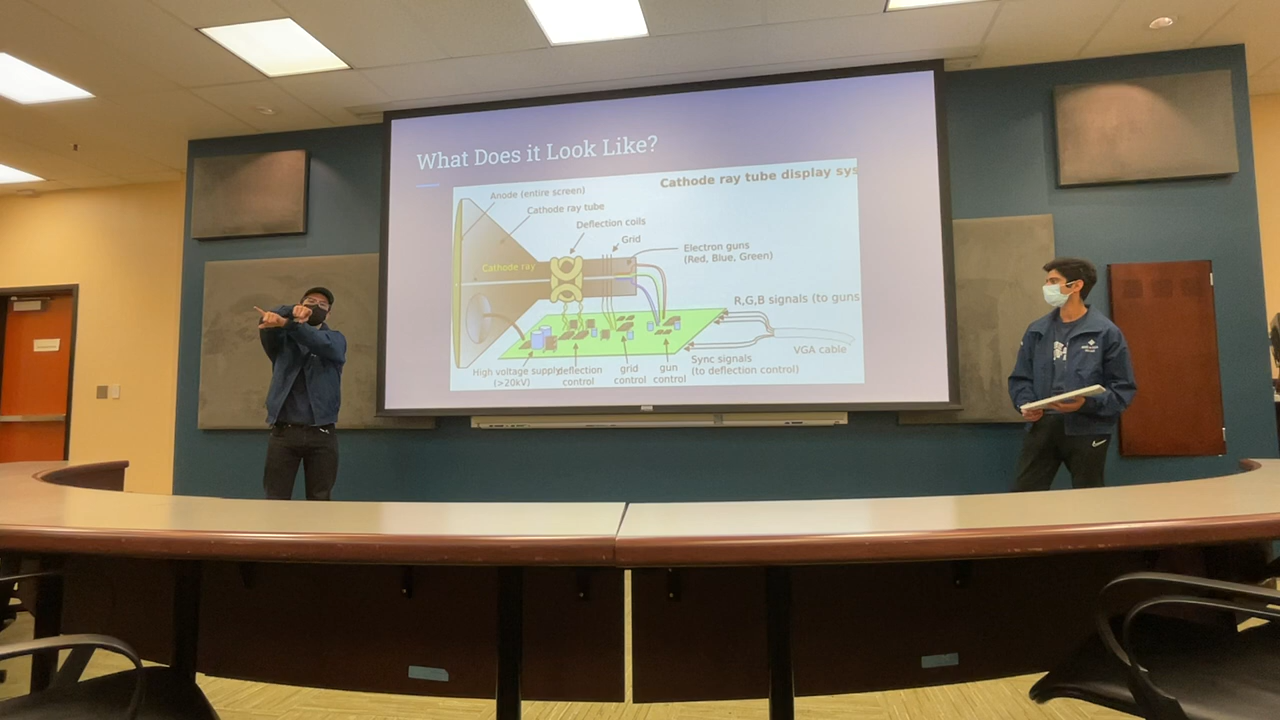 What Does it Look Like?
Cathode ray tube display sys
Anode (entire screen)
Cathode ray tube
Deflection coils
Grid
Electron guns
(Red, Blue, Green)
Cathode ray
R,G,B signals (to guns
VGA cable
Sync signals
(to deflection control)
High voltage supply
(>20kV)
deflection
control
grid
control
gun
control